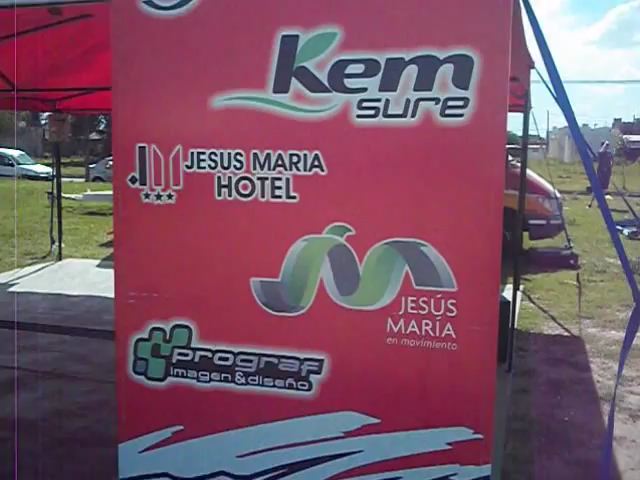 Kem
sure
JESUS MARIA
HOTEL
JESÚS
MARÍA
en movimiento
prograf
imagen&diseño